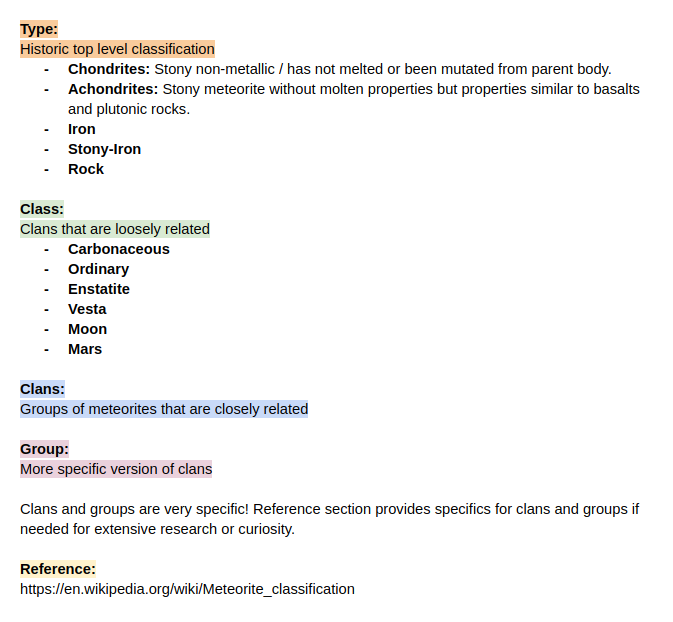 Type:
Historic top level classification
- Chondrites: Stony non-metallic / has not melted or been mutated from parent body.
- Achondrites: Stony meteorite without molten properties but properties similar to basalts
and plutonic rocks.
- Iron
- Stony-Iron
- Rock
Class:
Clans that are loosely related
- Carbonaceous
- Ordinary
- Enstatite
- Vesta
- Moon
- Mars
Clans:
Groups of meteorites that are closely related
Group:
More specific version of clans
Clans and groups are very specific! Reference section provides specifics for clans and groups if
needed for extensive research or curiosity.
Reference:
https://en.wikipedia.org/wiki/Meteorite_classification